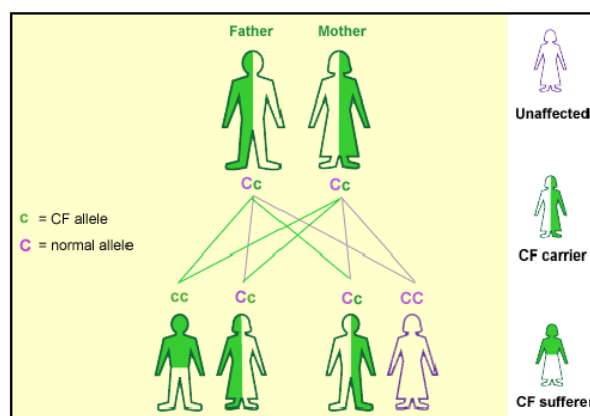 Father Mother
Unaffected
Cc Cc
c = CF allele
C = normal allele
CF carrier
cc Cc Cc CC
CF sufferer